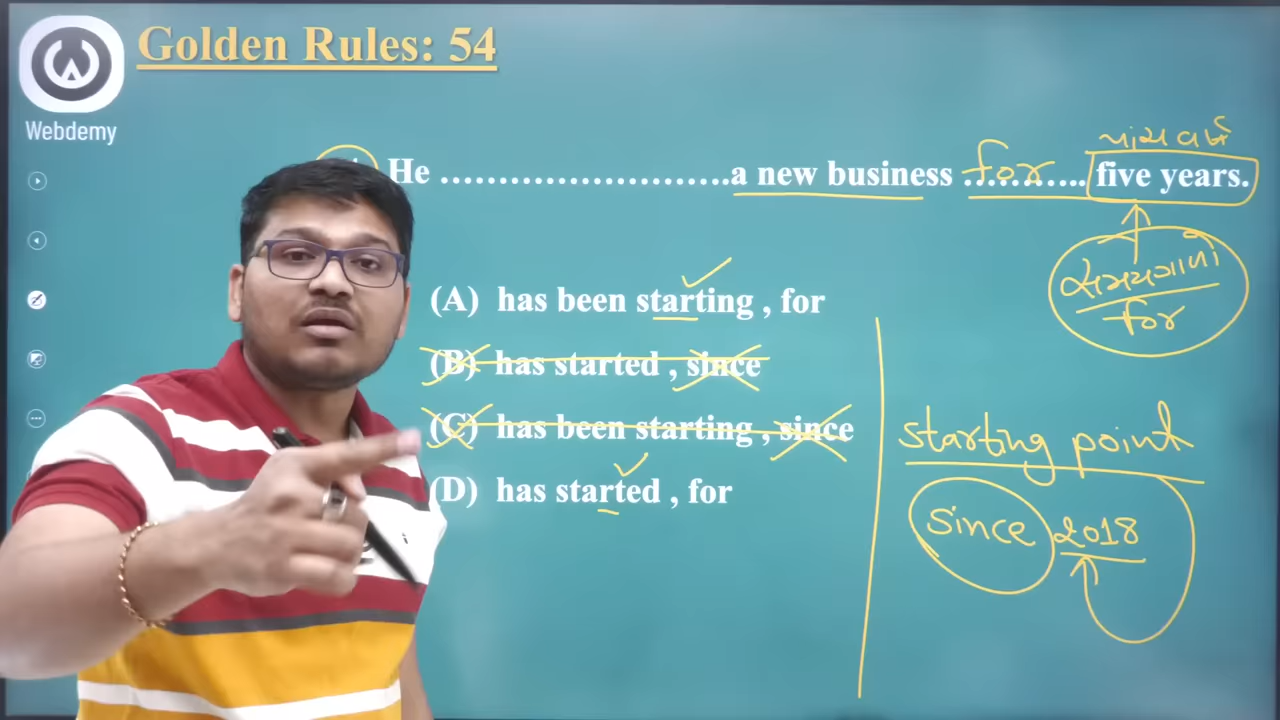 Golden Rules: 54
Webdemy
પાંચ વર્ષ
He ……………………….a new business for ……….. five years.
સમયગાળો
for
(A) has been starting , for
(B) has started , since
(C) has been starting , since
(D) has started , for
starting point
since 2018